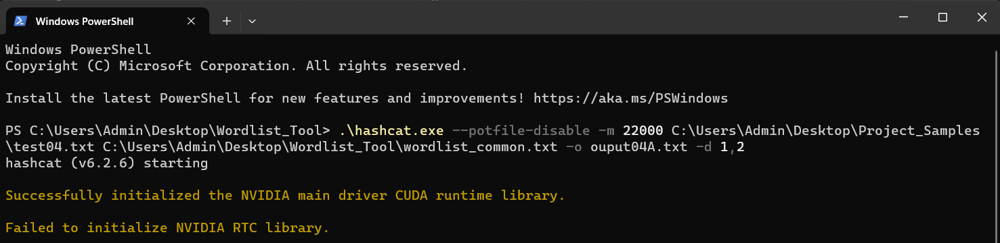 Windows PowerShell
Windows PowerShell
Copyright (C) Microsoft Corporation. All rights reserved.
Install the latest PowerShell for new features and improvements! https://aka.ms/PSWindows
PS C:\Users\Admin\Desktop\Wordlist_Tool> .\hashcat.exe --potfile-disable -m 22000 C:\Users\Admin\Desktop\Project_Samples
\test04.txt C:\Users\Admin\Desktop\Wordlist_Tool\wordlist_common.txt -o ouput04A.txt -d 1,2
hashcat (v6.2.6) starting
Successfully initialized the NVIDIA main driver CUDA runtime library.
Failed to initialize NVIDIA RTC library.